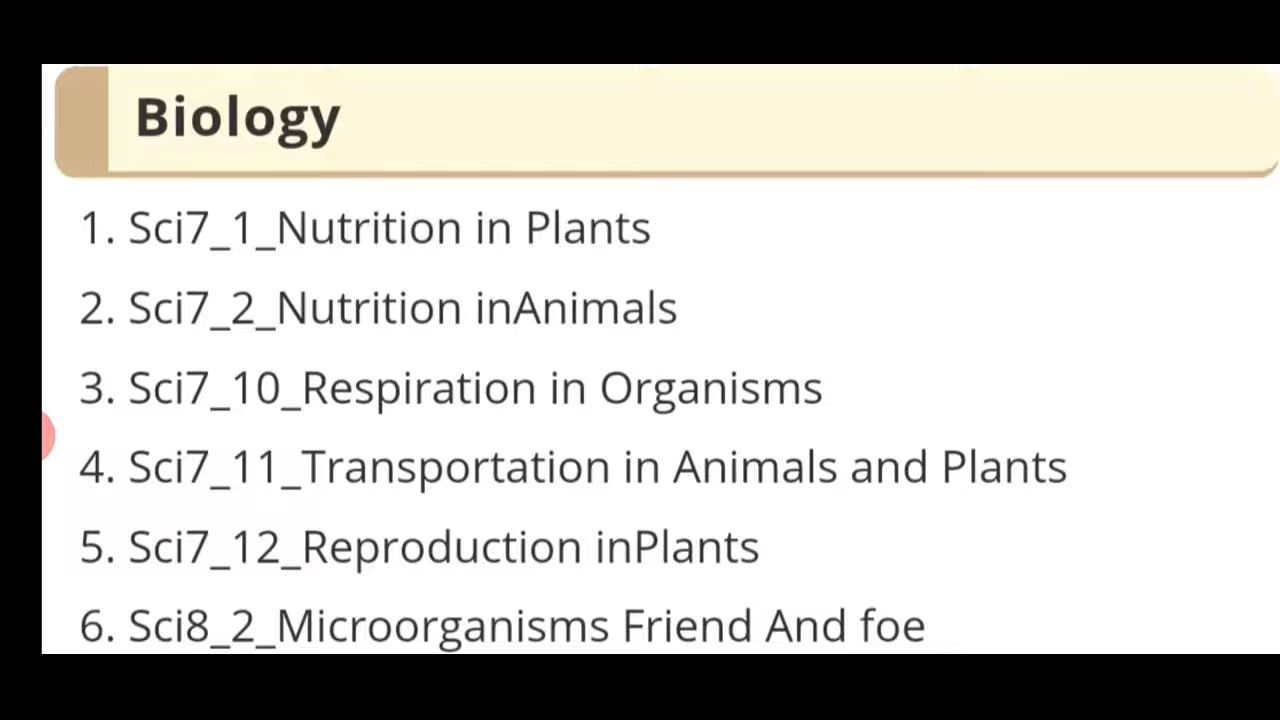 Biology
1. Sci7_1_Nutrition in Plants
2. Sci7_2_Nutrition inAnimals
3. Sci7_10_Respiration in Organisms
4. Sci7_11_Transportation in Animals and Plants
5. Sci7_12_Reproduction inPlants
6. Sci8_2_Microorganisms Friend And foe